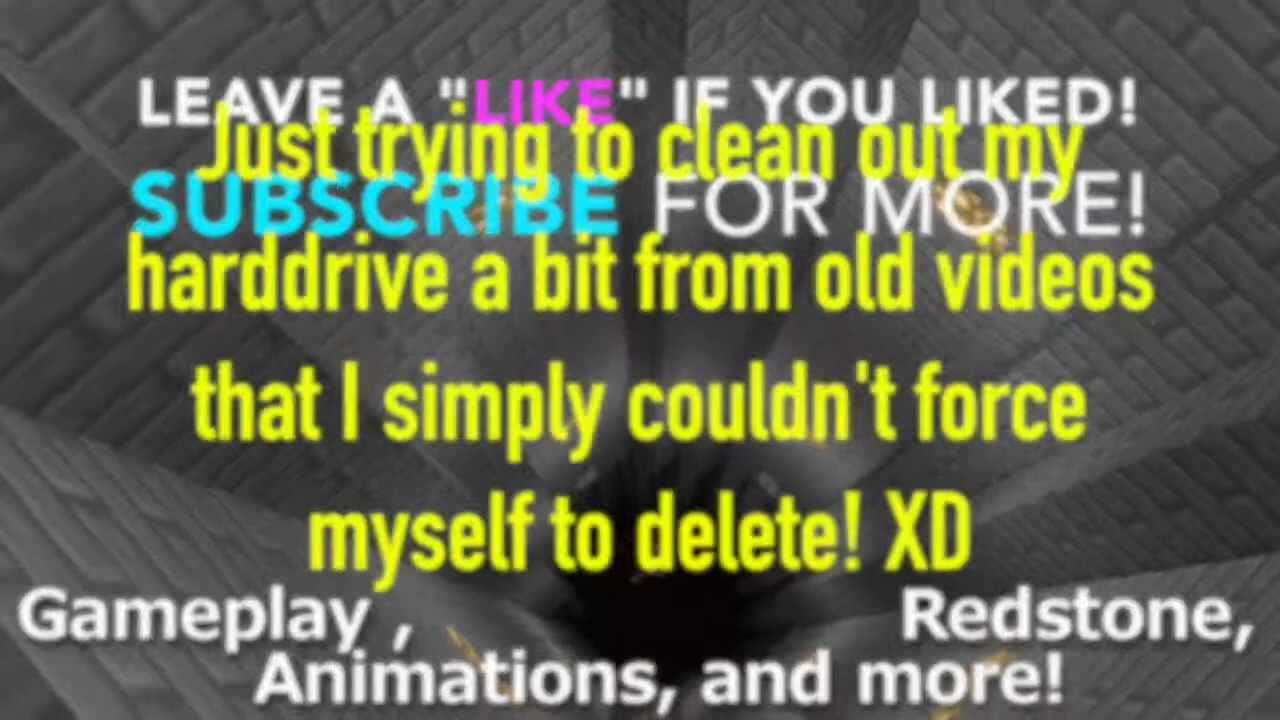 LEAVE A "LIKE" IF YOU LIKED!
Just trying to clean out my
SUBSCRIBE FOR MORE!
harddrive a bit from old videos
that I simply couldn't force
myself to delete! XD
Gameplay , Redstone,
Animations, and more!